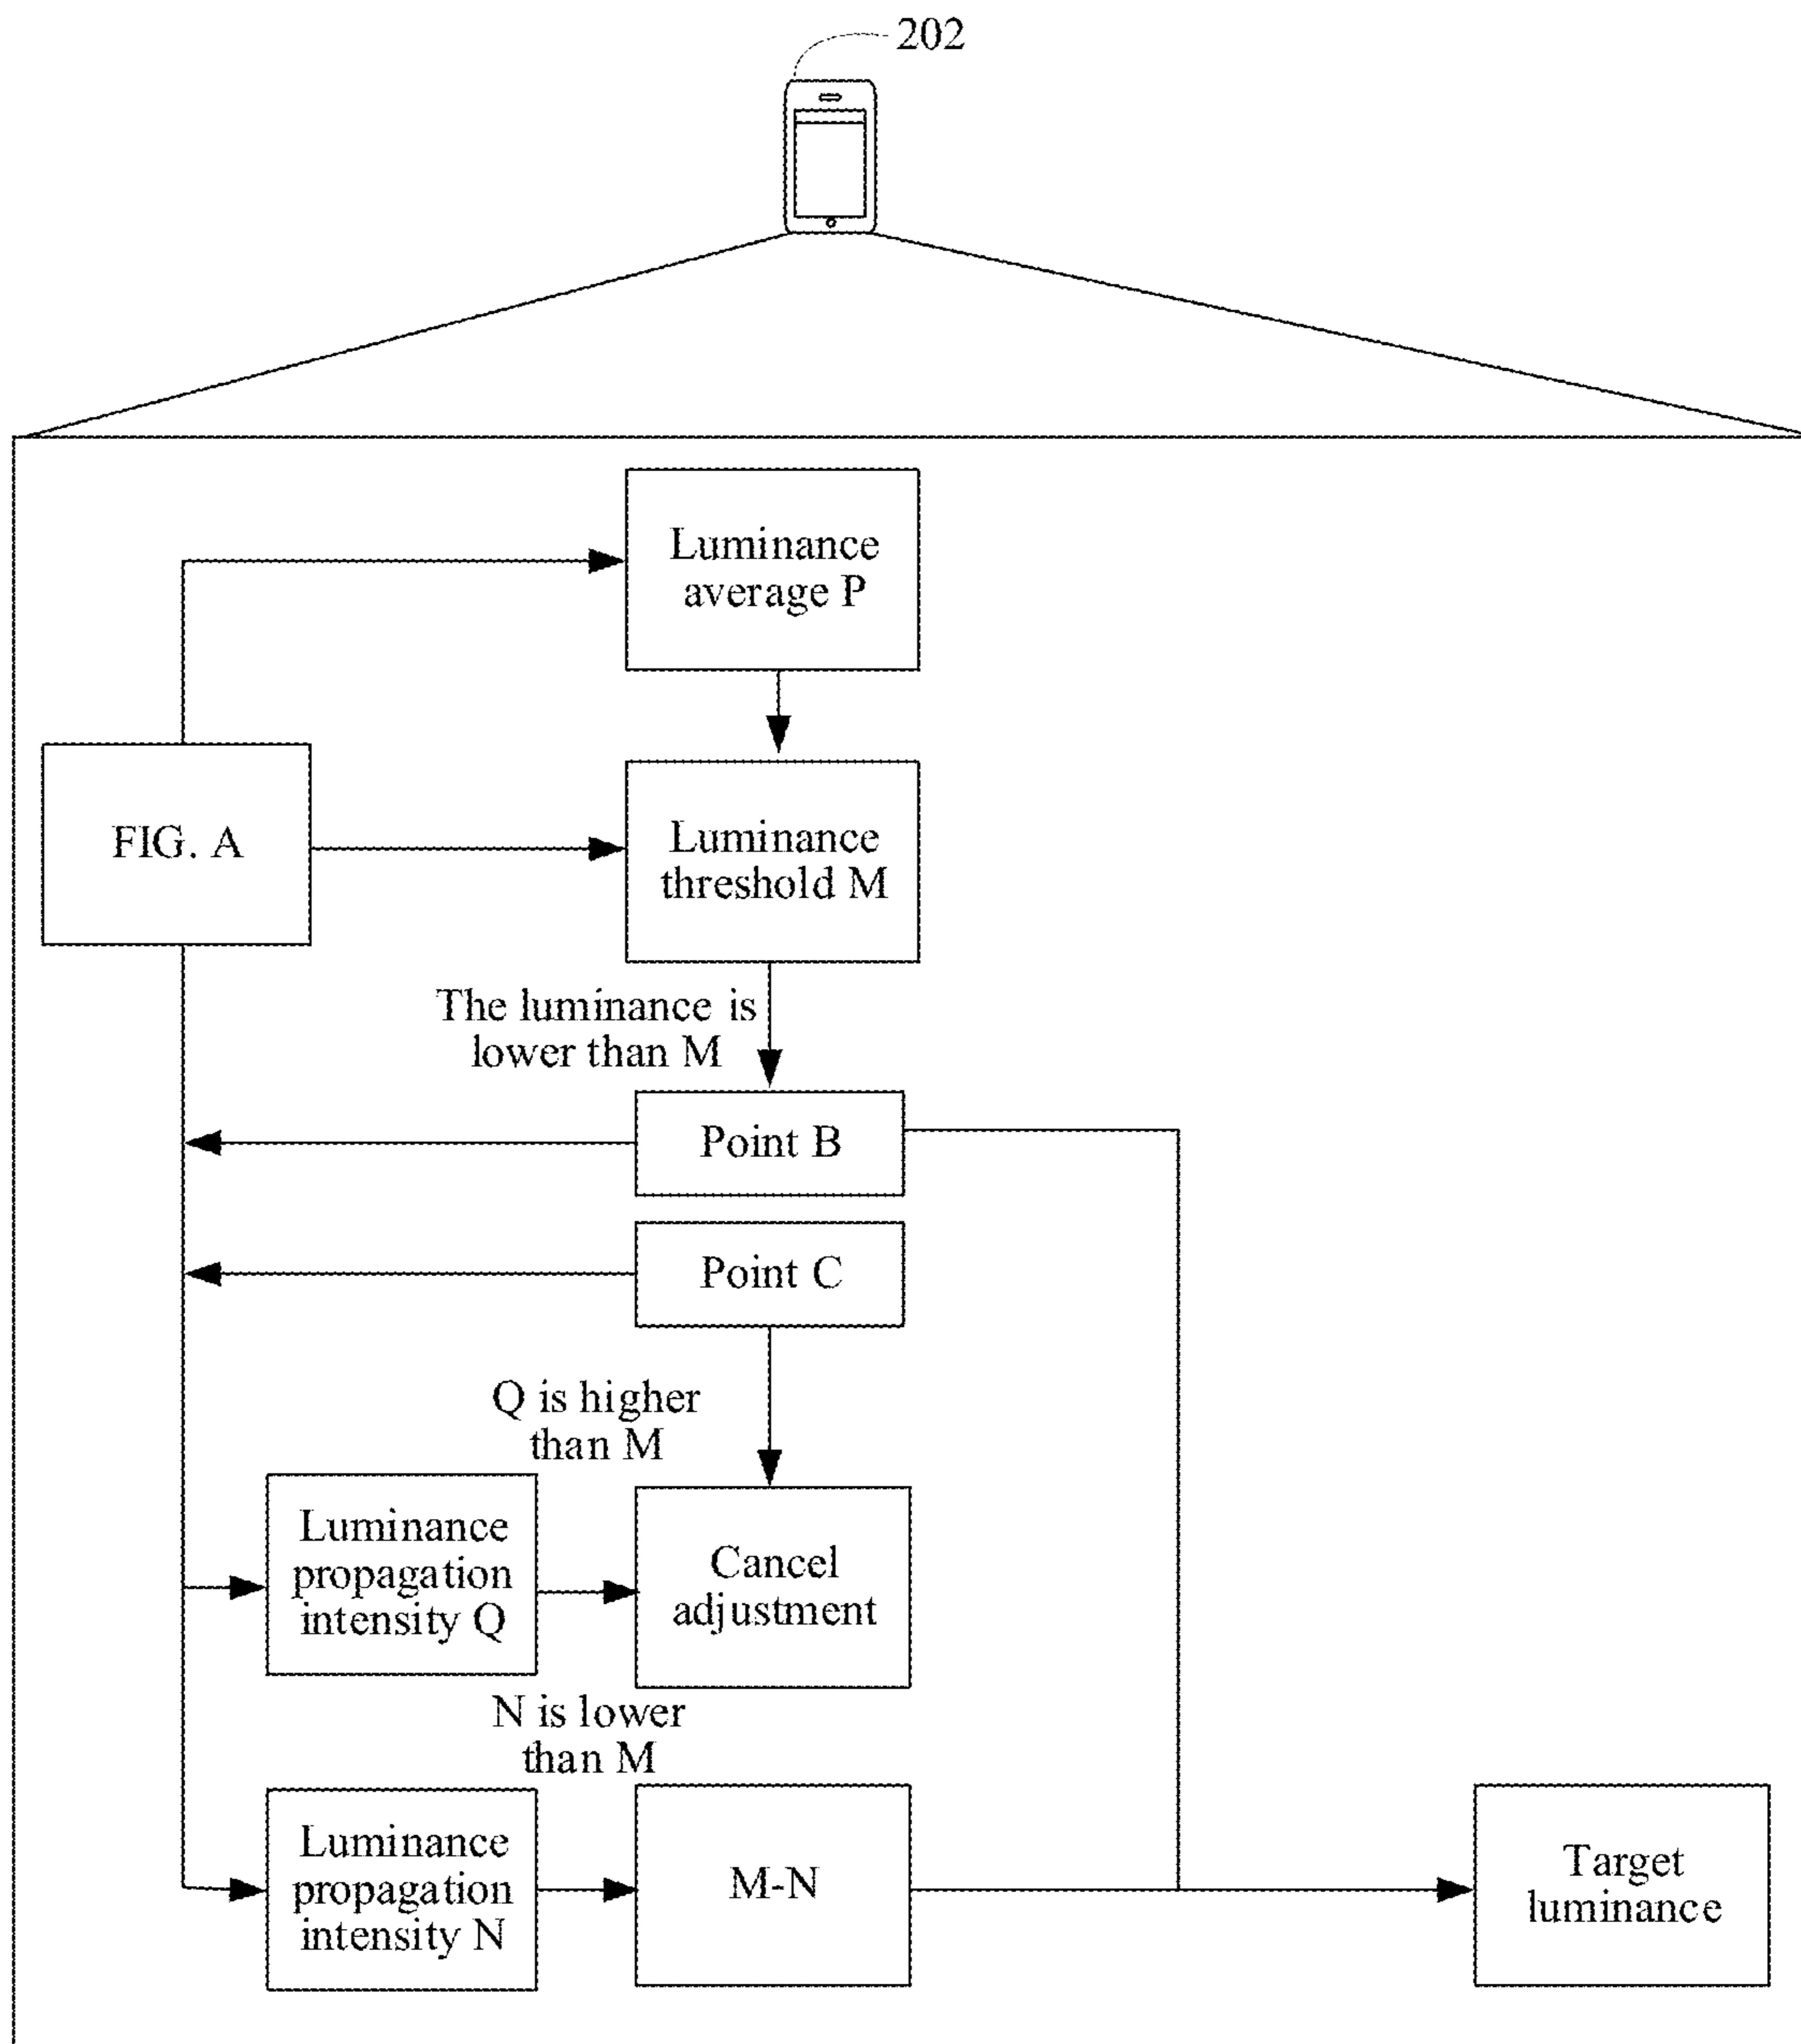 202
Luminance
average P
FIG. A
Luminance
threshold M
The luminance is
lower than M
Point B
Point C
Q is higher
than M
Luminance
propagation
intensity Q
Cancel
adjustment
N is lower
than M
Luminance
propagation
intensity N
M-N
Target
luminance